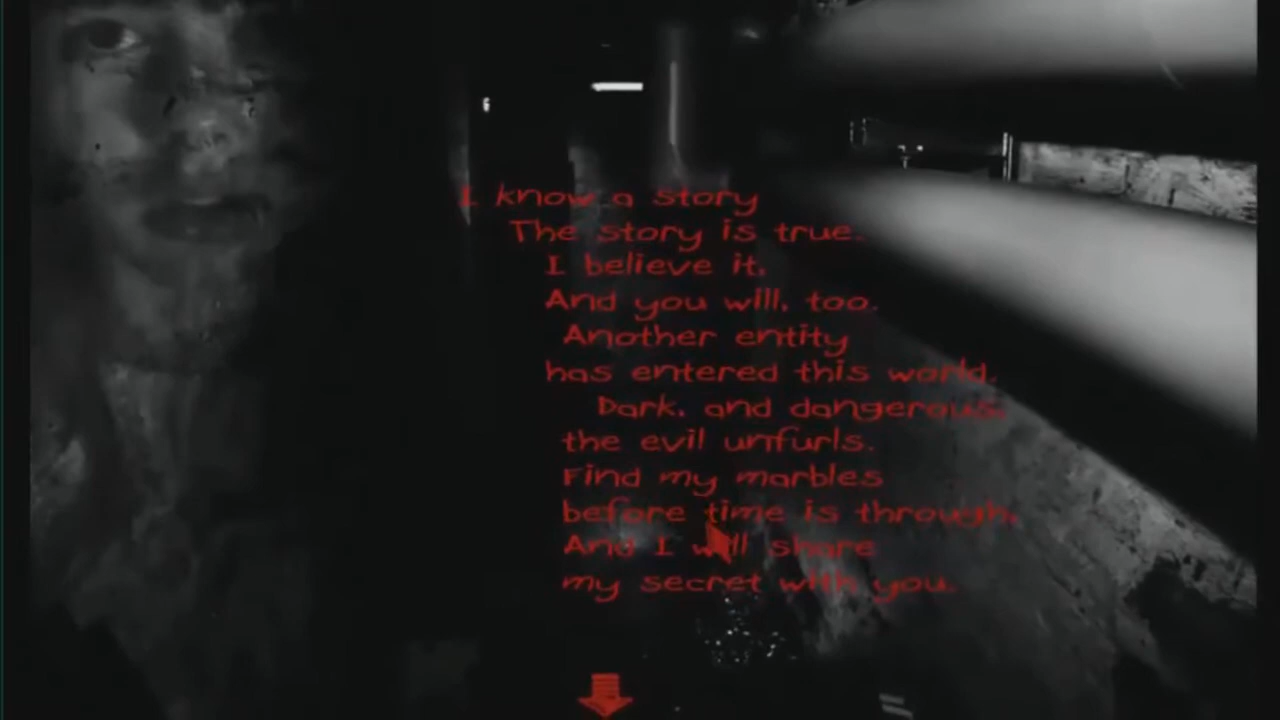 I know a story
The story is true.
I believe it.
And you will, too.
Another entity
has entered this world.
Dark, and dangerous,
the evil unfurls.
Find my marbles
before time is through,
And I will share
my secret with you.